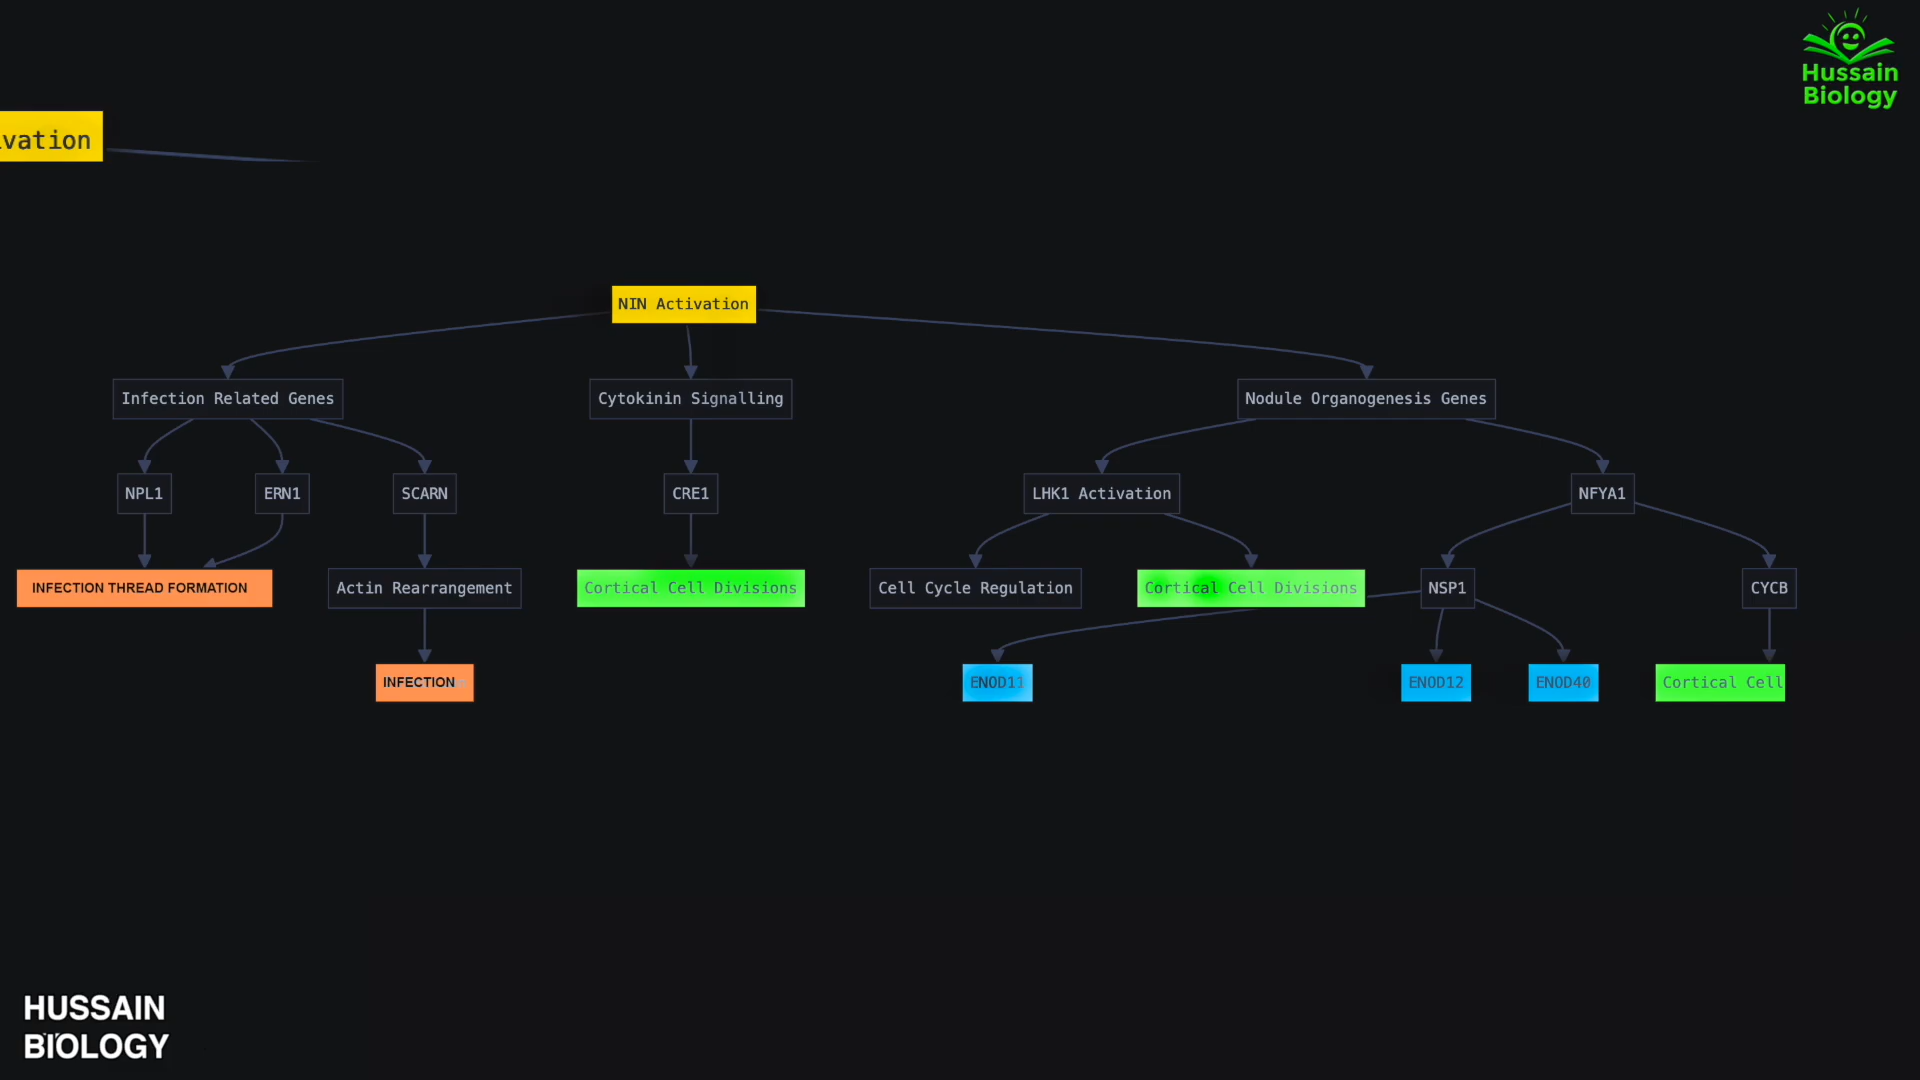 Hussain
Biology
vation
NIN Activation
Infection Related Genes
Cytokinin Signalling
Nodule Organogenesis Genes
NPL1
ERN1
SCARN
CRE1
LHK1 Activation
NFYA1
INFECTION THREAD FORMATION
Actin Rearrangement
Cortical Cell Divisions
Cell Cycle Regulation
Cortical Cell Divisions
NSP1
CYCB
INFECTION
ENOD11
ENOD12
ENOD40
Cortical Cell
HUSSAIN
BIOLOGY